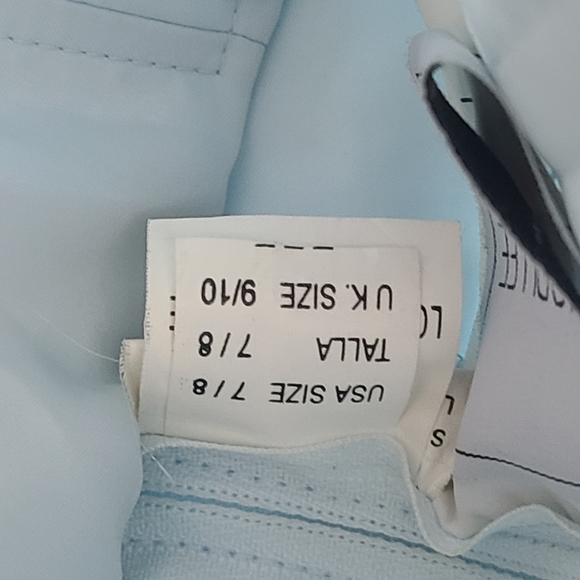 USA SIZE 7/8
TALLA 7/8
U K. SIZE 9/10
S
L